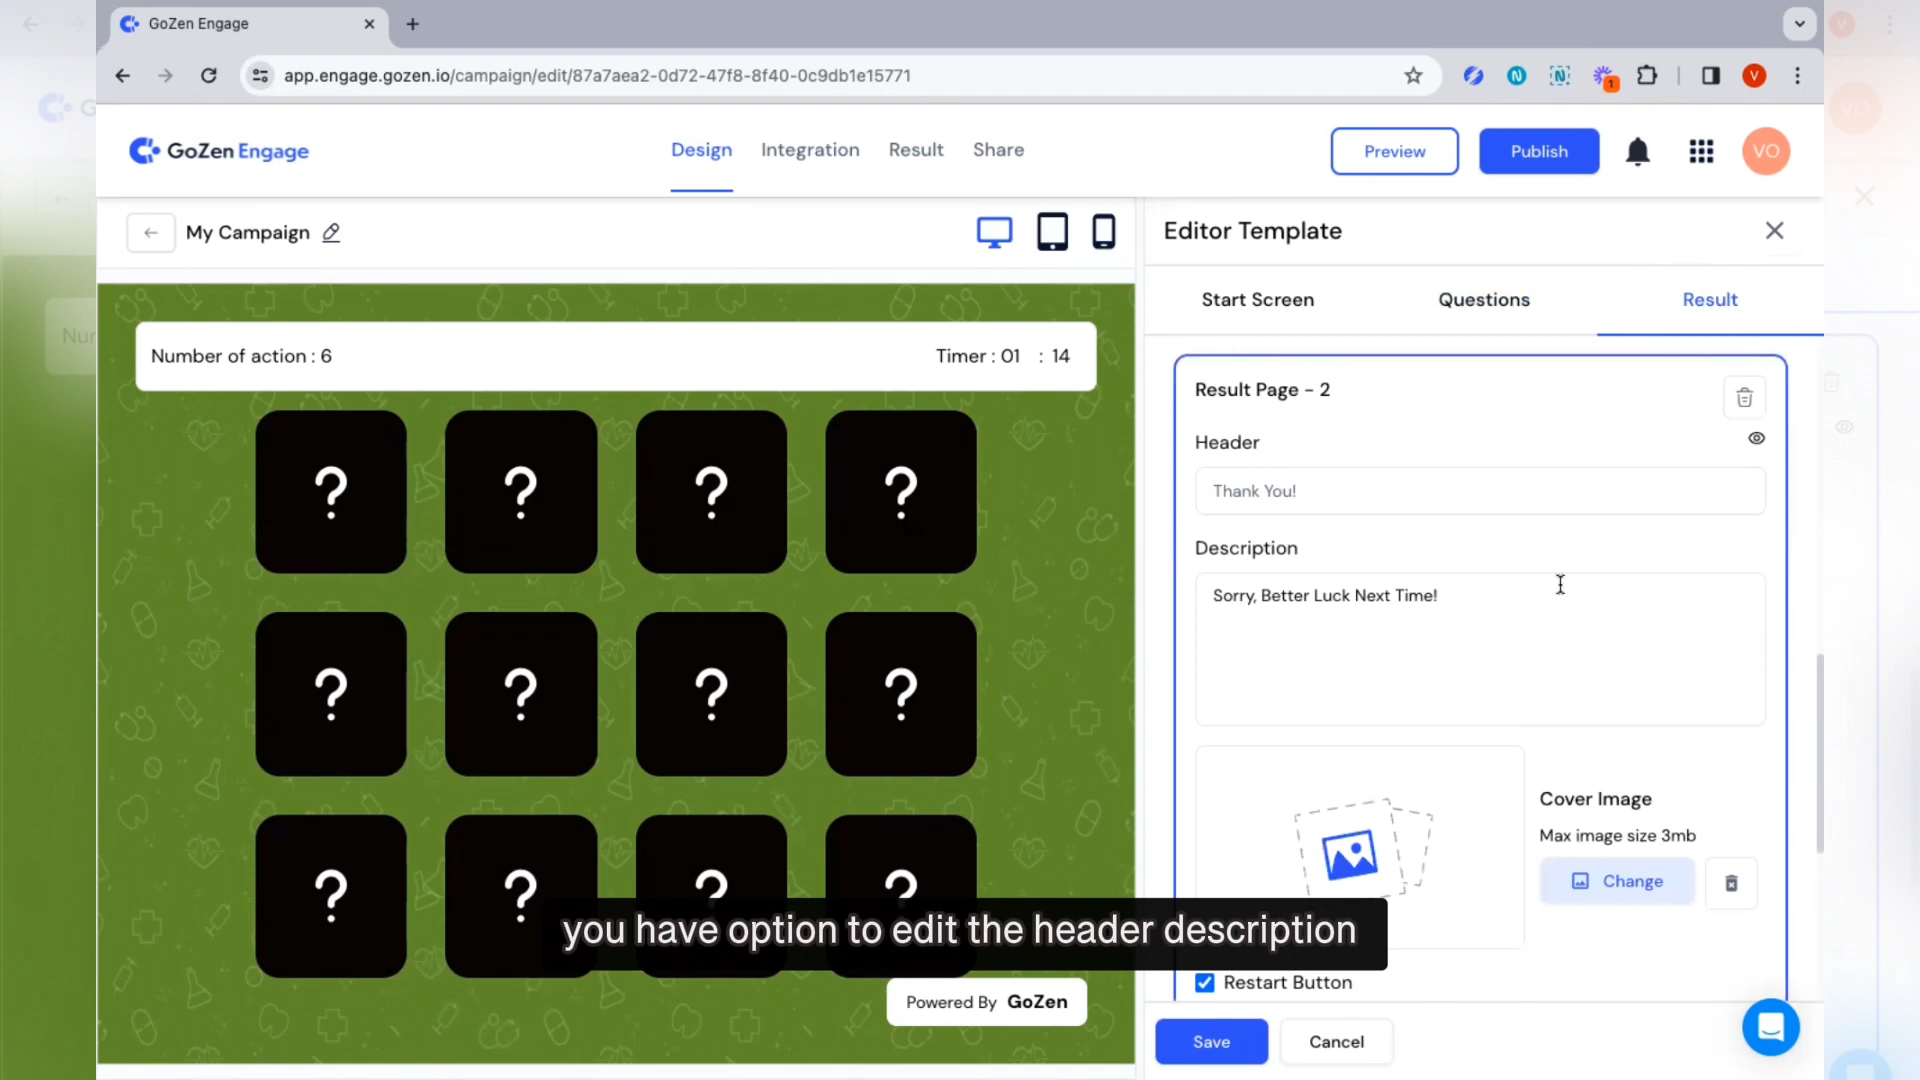 GoZen Engage
app.engage.gozen.io/campaign/edit/87a7aea2-0d72-47f8-8f40-0c9db1e15771
1
V
GoZen Engage
Design
Integration
Result
Share
Preview
Publish
VO
My Campaign
Editor Template
Start Screen
Questions
Result
Number of action : 6
Timer : 01 : 14
? ? ? ?
? ? ? ?
? ? ? ?
Powered By GoZen
Result Page - 2
Header
Thank You!
Description
Sorry, Better Luck Next Time!
Cover Image
Max image size 3mb
Change
Restart Button
Save
Cancel
you have option to edit the header description